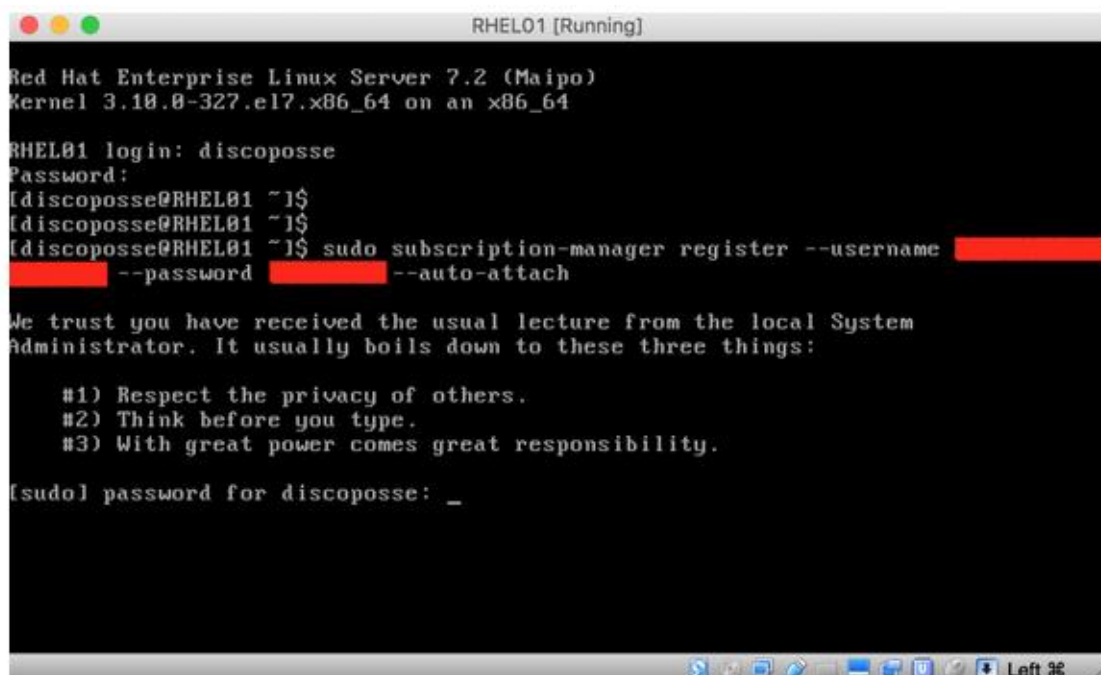 RHEL01 [Running]
Red Hat Enterprise Linux Server 7.2 (Maipo)
Kernel 3.10.0-327.el7.x86_64 on an x86_64
RHEL01 login: discoposse
Password:
[discoposse@RHEL01 ~]$
[discoposse@RHEL01 ~]$
[discoposse@RHEL01 ~]$ sudo subscription-manager register --username
--password --auto-attach
We trust you have received the usual lecture from the local System
Administrator. It usually boils down to these three things:
#1) Respect the privacy of others.
#2) Think before you type.
#3) With great power comes great responsibility.
[sudo] password for discoposse: _
Left ⌘